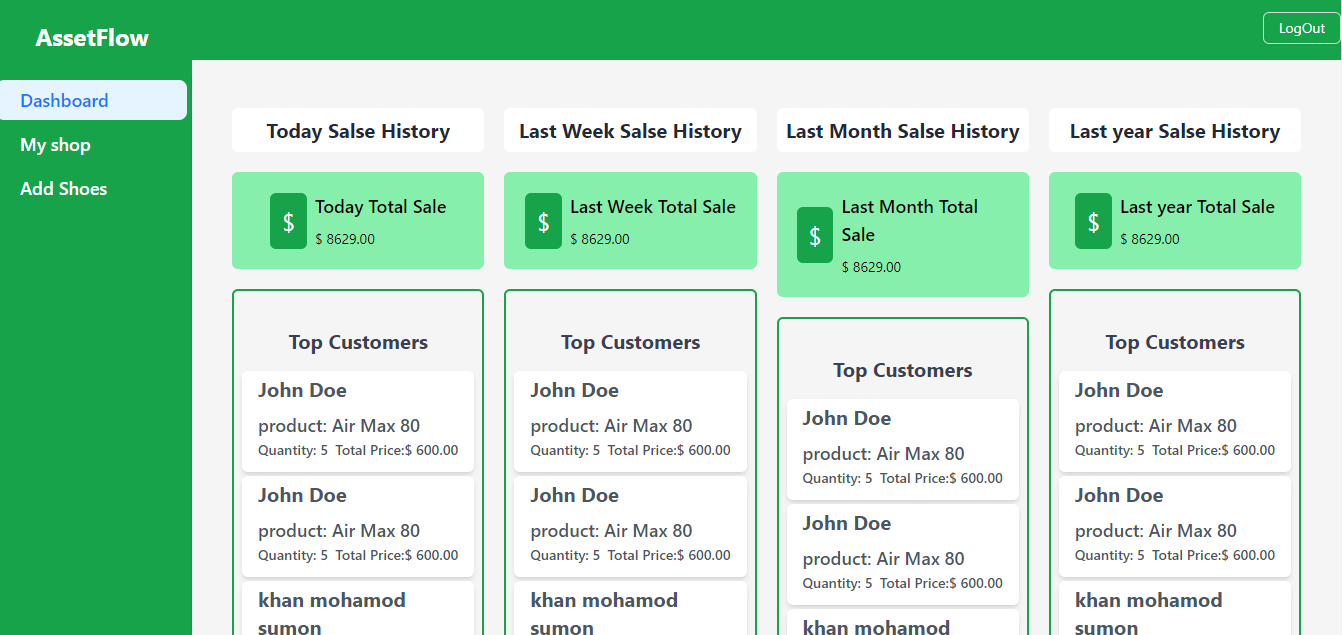 AssetFlow
LogOut
Dashboard
My shop
Add Shoes
Today Salse History
$
Today Total Sale
$ 8629.00
Top Customers
John Doe
product: Air Max 80
Quantity: 5 Total Price:$ 600.00
John Doe
product: Air Max 80
Quantity: 5 Total Price:$ 600.00
khan mohamod
sumon
Last Week Salse History
$
Last Week Total Sale
$ 8629.00
Top Customers
John Doe
product: Air Max 80
Quantity: 5 Total Price:$ 600.00
John Doe
product: Air Max 80
Quantity: 5 Total Price:$ 600.00
khan mohamod
sumon
Last Month Salse History
$
Last Month Total
Sale
$ 8629.00
Top Customers
John Doe
product: Air Max 80
Quantity: 5 Total Price:$ 600.00
John Doe
product: Air Max 80
Quantity: 5 Total Price:$ 600.00
khan mohamod
Last year Salse History
$
Last year Total Sale
$ 8629.00
Top Customers
John Doe
product: Air Max 80
Quantity: 5 Total Price:$ 600.00
John Doe
product: Air Max 80
Quantity: 5 Total Price:$ 600.00
khan mohamod
sumon